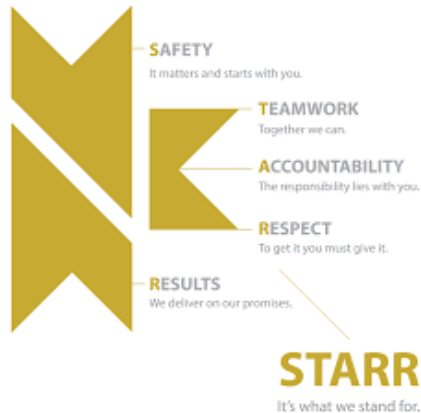 SAFETY
It matters and starts with you.
TEAMWORK
Together we can.
ACCOUNTABILITY
The responsibility lies with you.
RESPECT
To get it you must give it.
RESULTS
We deliver on our promises.
STARR
It's what we stand for.